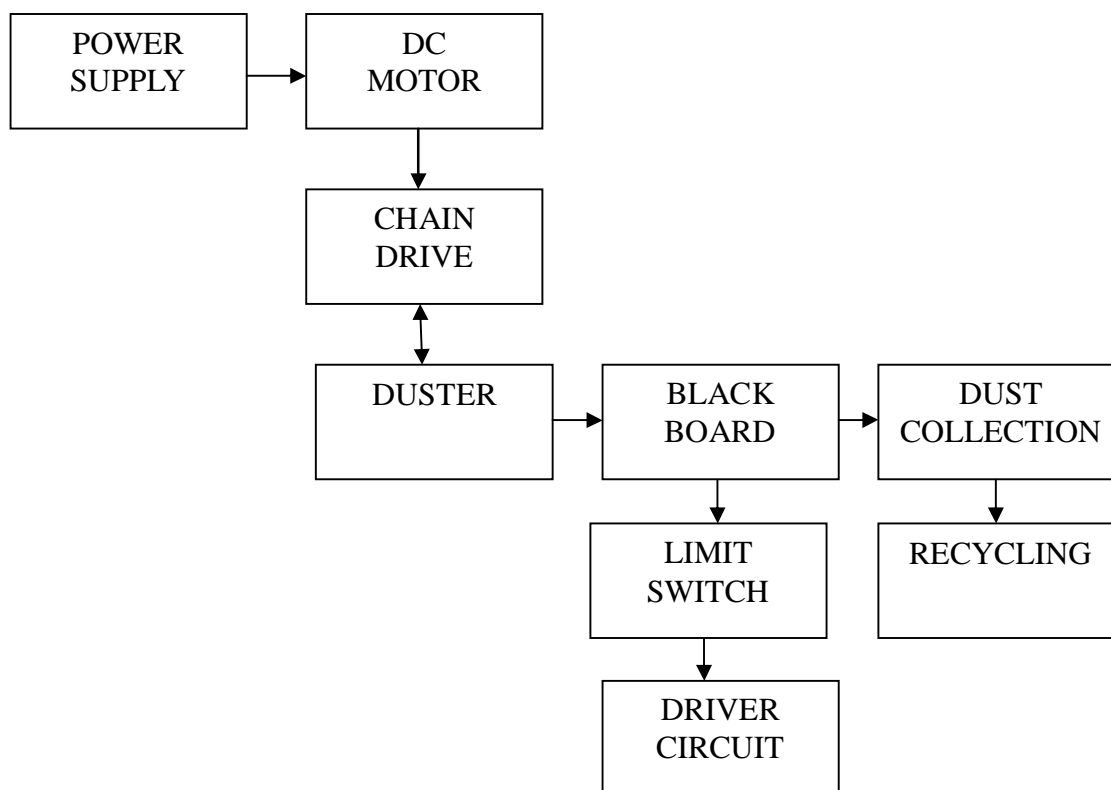 POWER
SUPPLY
DC
MOTOR
CHAIN
DRIVE
DUSTER
BLACK
BOARD
DUST
COLLECTION
LIMIT
SWITCH
RECYCLING
DRIVER
CIRCUIT